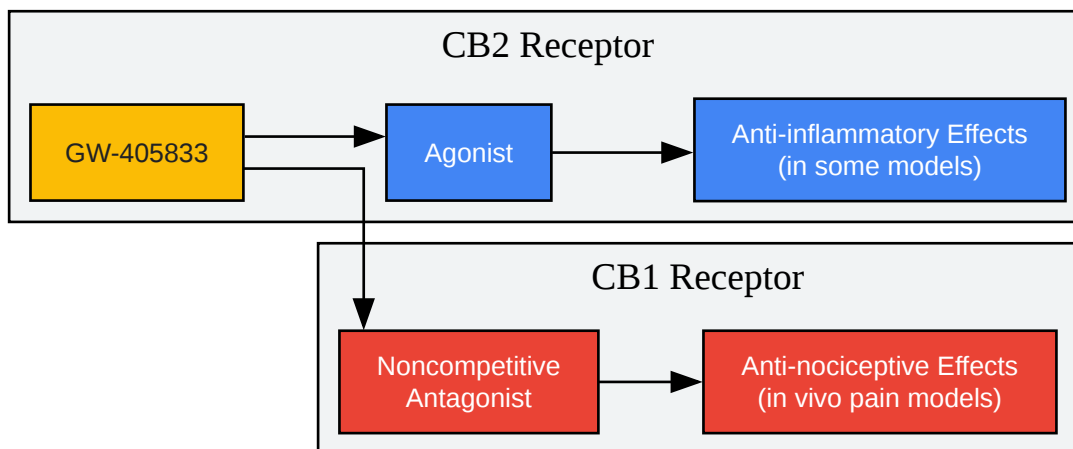 CB2 Receptor
GW-405833
Agonist
Anti-inflammatory Effects
(in some models)
CB1 Receptor
Noncompetitive
Antagonist
Anti-nociceptive Effects
(in vivo pain models)